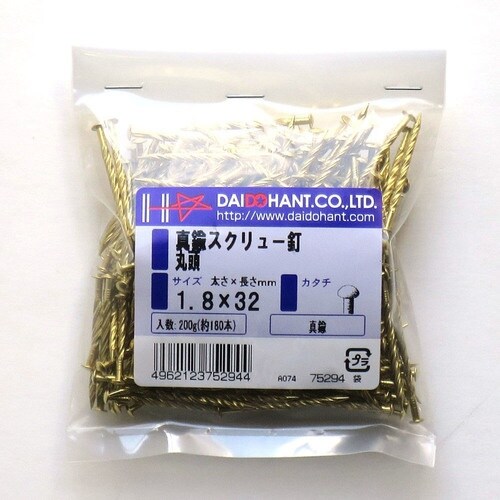 DAIDOHANT.CO.,LTD.
http://www.daidohant.com
真鍮スクリュー釘
丸頭
サイズ 太さ×長さmm
カタチ
1.8×32
入数:200g(約180本)
真鍮
4962123752944
A074 75294 袋
プラ